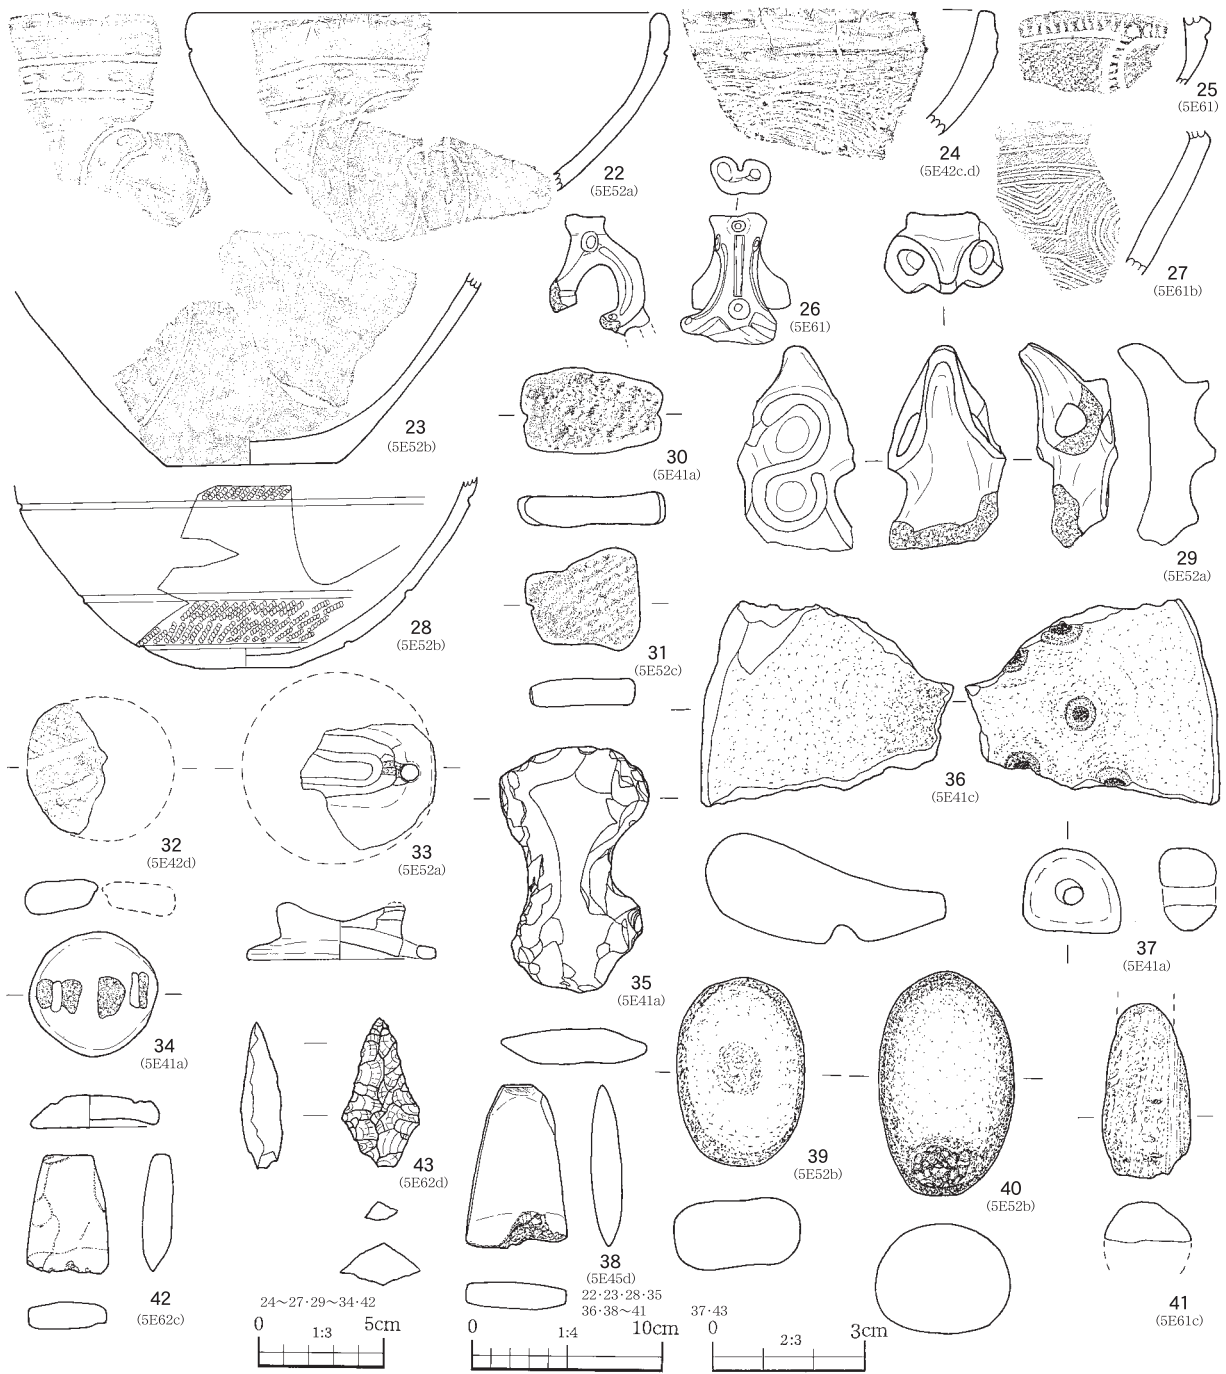 22
(5E52a)
24
(5E42c.d)
25
(5E61)
26
(5E61)
27
(5E61b)
23
(5E52b)
30
(5E41a)
29
(5E52a)
28
(5E52b)
31
(5E52c)
32
(5E42d)
33
(5E52a)
36
(5E41c)
35
(5E41a)
37
(5E41a)
34
(5E41a)
43
(5E62d)
39
(5E52b)
40
(5E52b)
42
(5E62c)
38
(5E45d)
41
(5E61c)
24～27·29～34·42
0 1:3 5cm
22·23·28·35
36·38～41
0 1:4 10cm
37·43
0 2:3 3cm